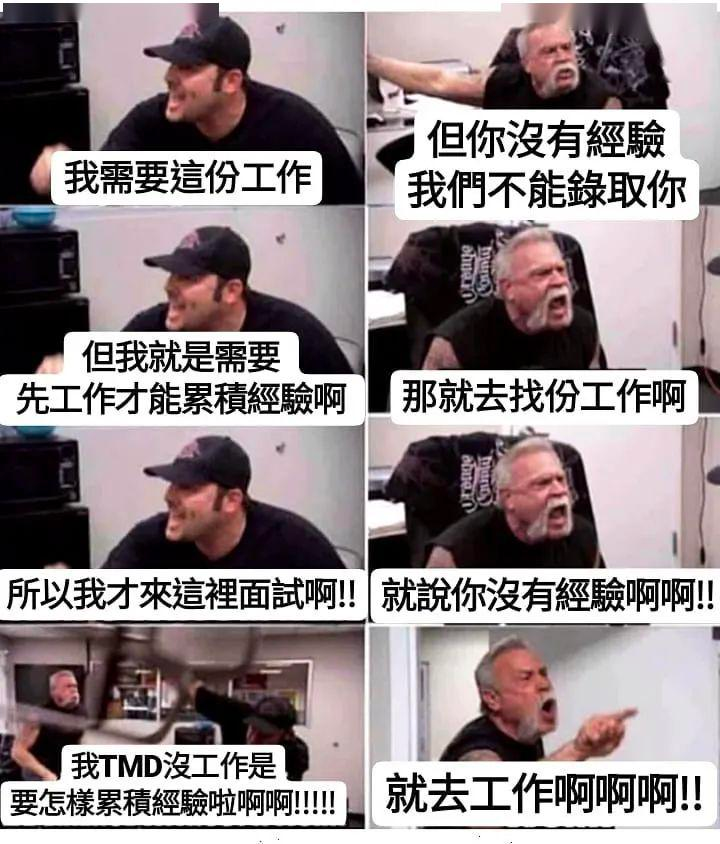 我需要這份工作
但你沒有經驗
我們不能錄取你
但我就是需要
先工作才能累積經驗啊
那就去找份工作啊
所以我才來這裡面試啊!!
就說你沒有經驗啊啊!!
我TMD沒工作是
要怎樣累積經驗啦啊啊!!!!!
就去工作啊啊啊!!